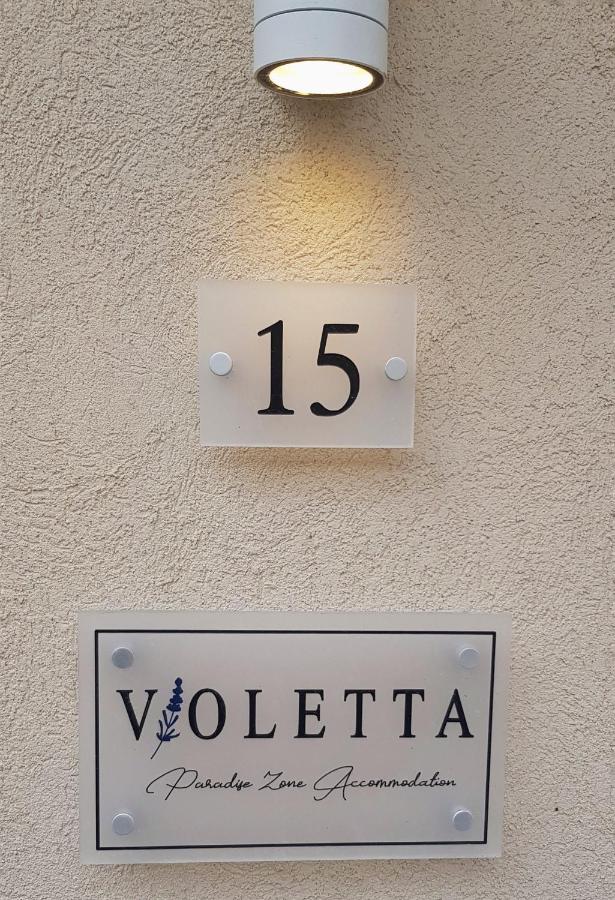 15
VIOLETTA
Paradise Zone Accommodation